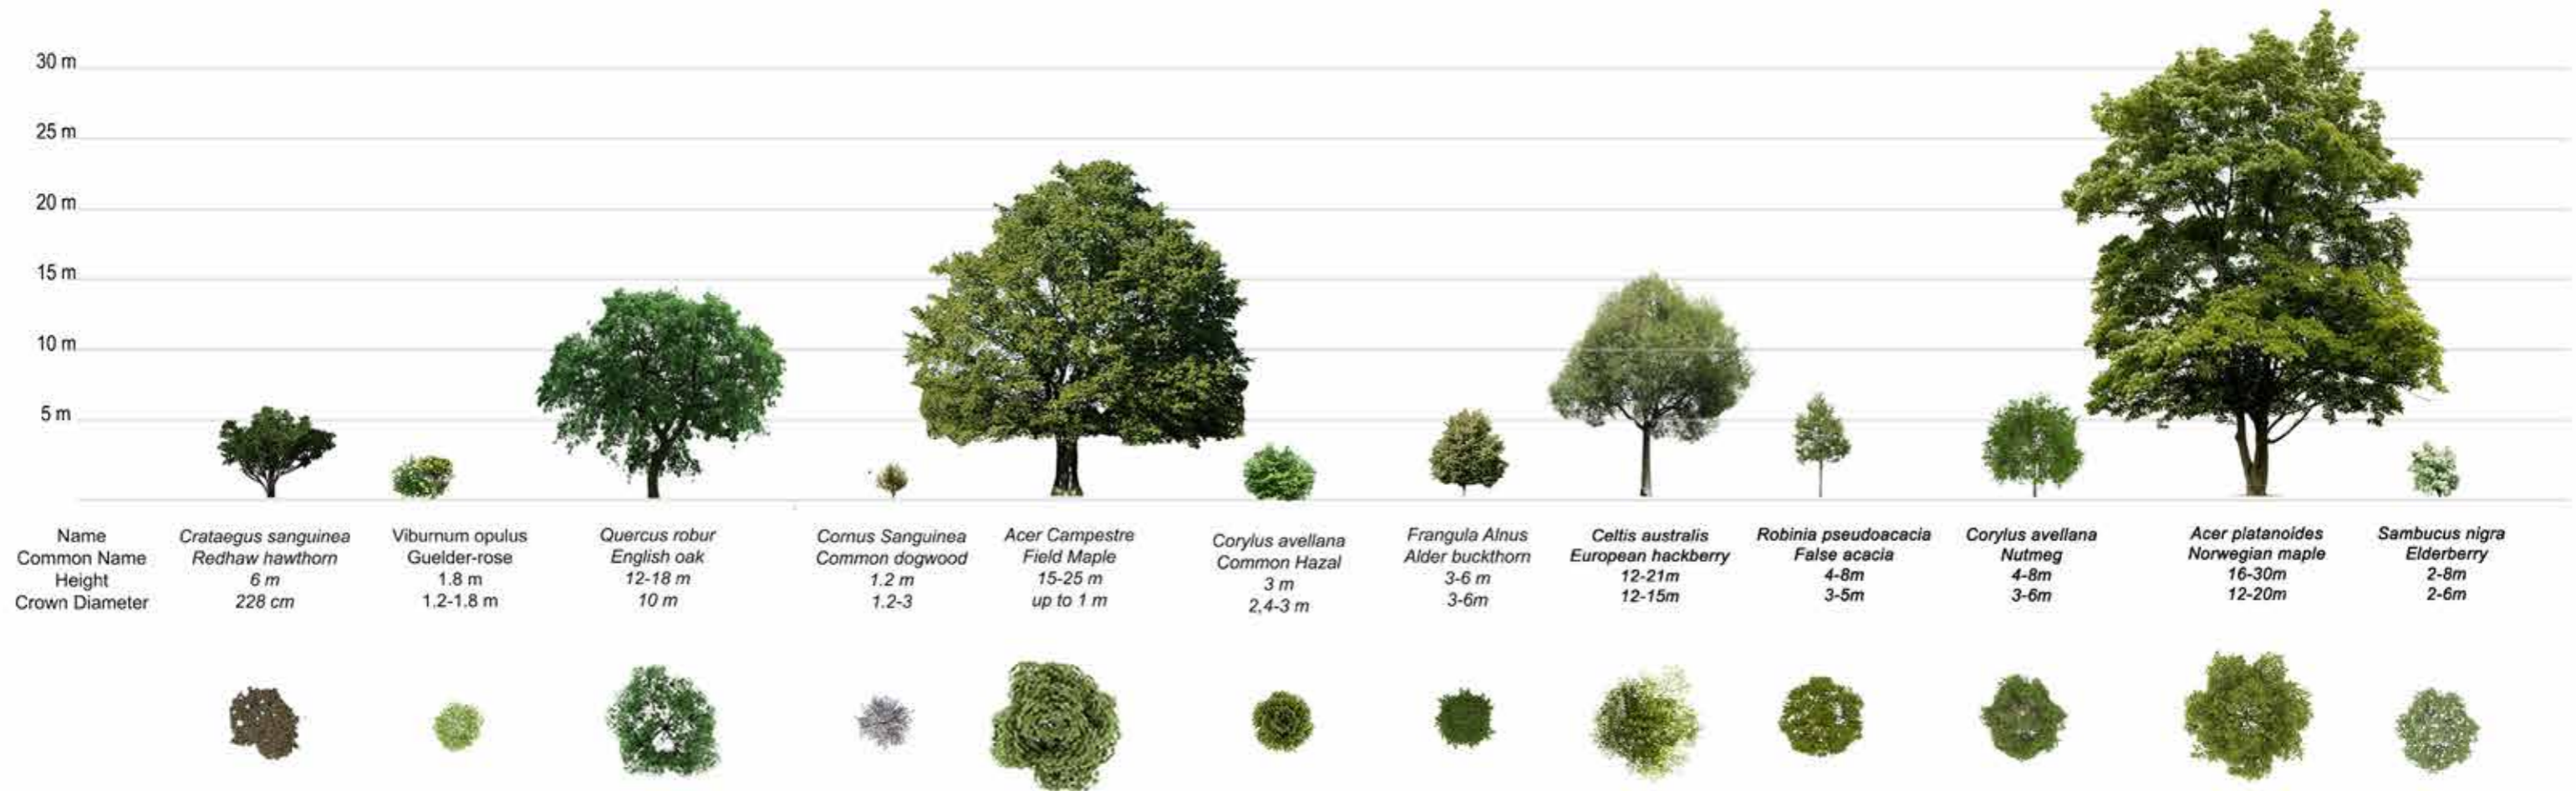 30 m
25 m
20 m
15 m
10 m
5 m
Name
Common Name
Height
Crown Diameter
Crataegus sanguinea
Redhaw hawthorn
6 m
228 cm
Viburnum opulus
Guelder-rose
1.8 m
1.2-1.8 m
Quercus robur
English oak
12-18 m
10 m
Cornus Sanguinea
Common dogwood
1.2 m
1.2-3
Acer Campestre
Field Maple
15-25 m
up to 1 m
Corylus avellana
Common Hazal
3 m
2,4-3 m
Frangula Alnus
Alder buckthorn
3-6 m
3-6m
Celtis australis
European hackberry
12-21m
12-15m
Robinia pseudoacacia
False acacia
4-8m
3-5m
Corylus avellana
Nutmeg
4-8m
3-6m
Acer platanoides
Norwegian maple
16-30m
12-20m
Sambucus nigra
Elderberry
2-8m
2-6m